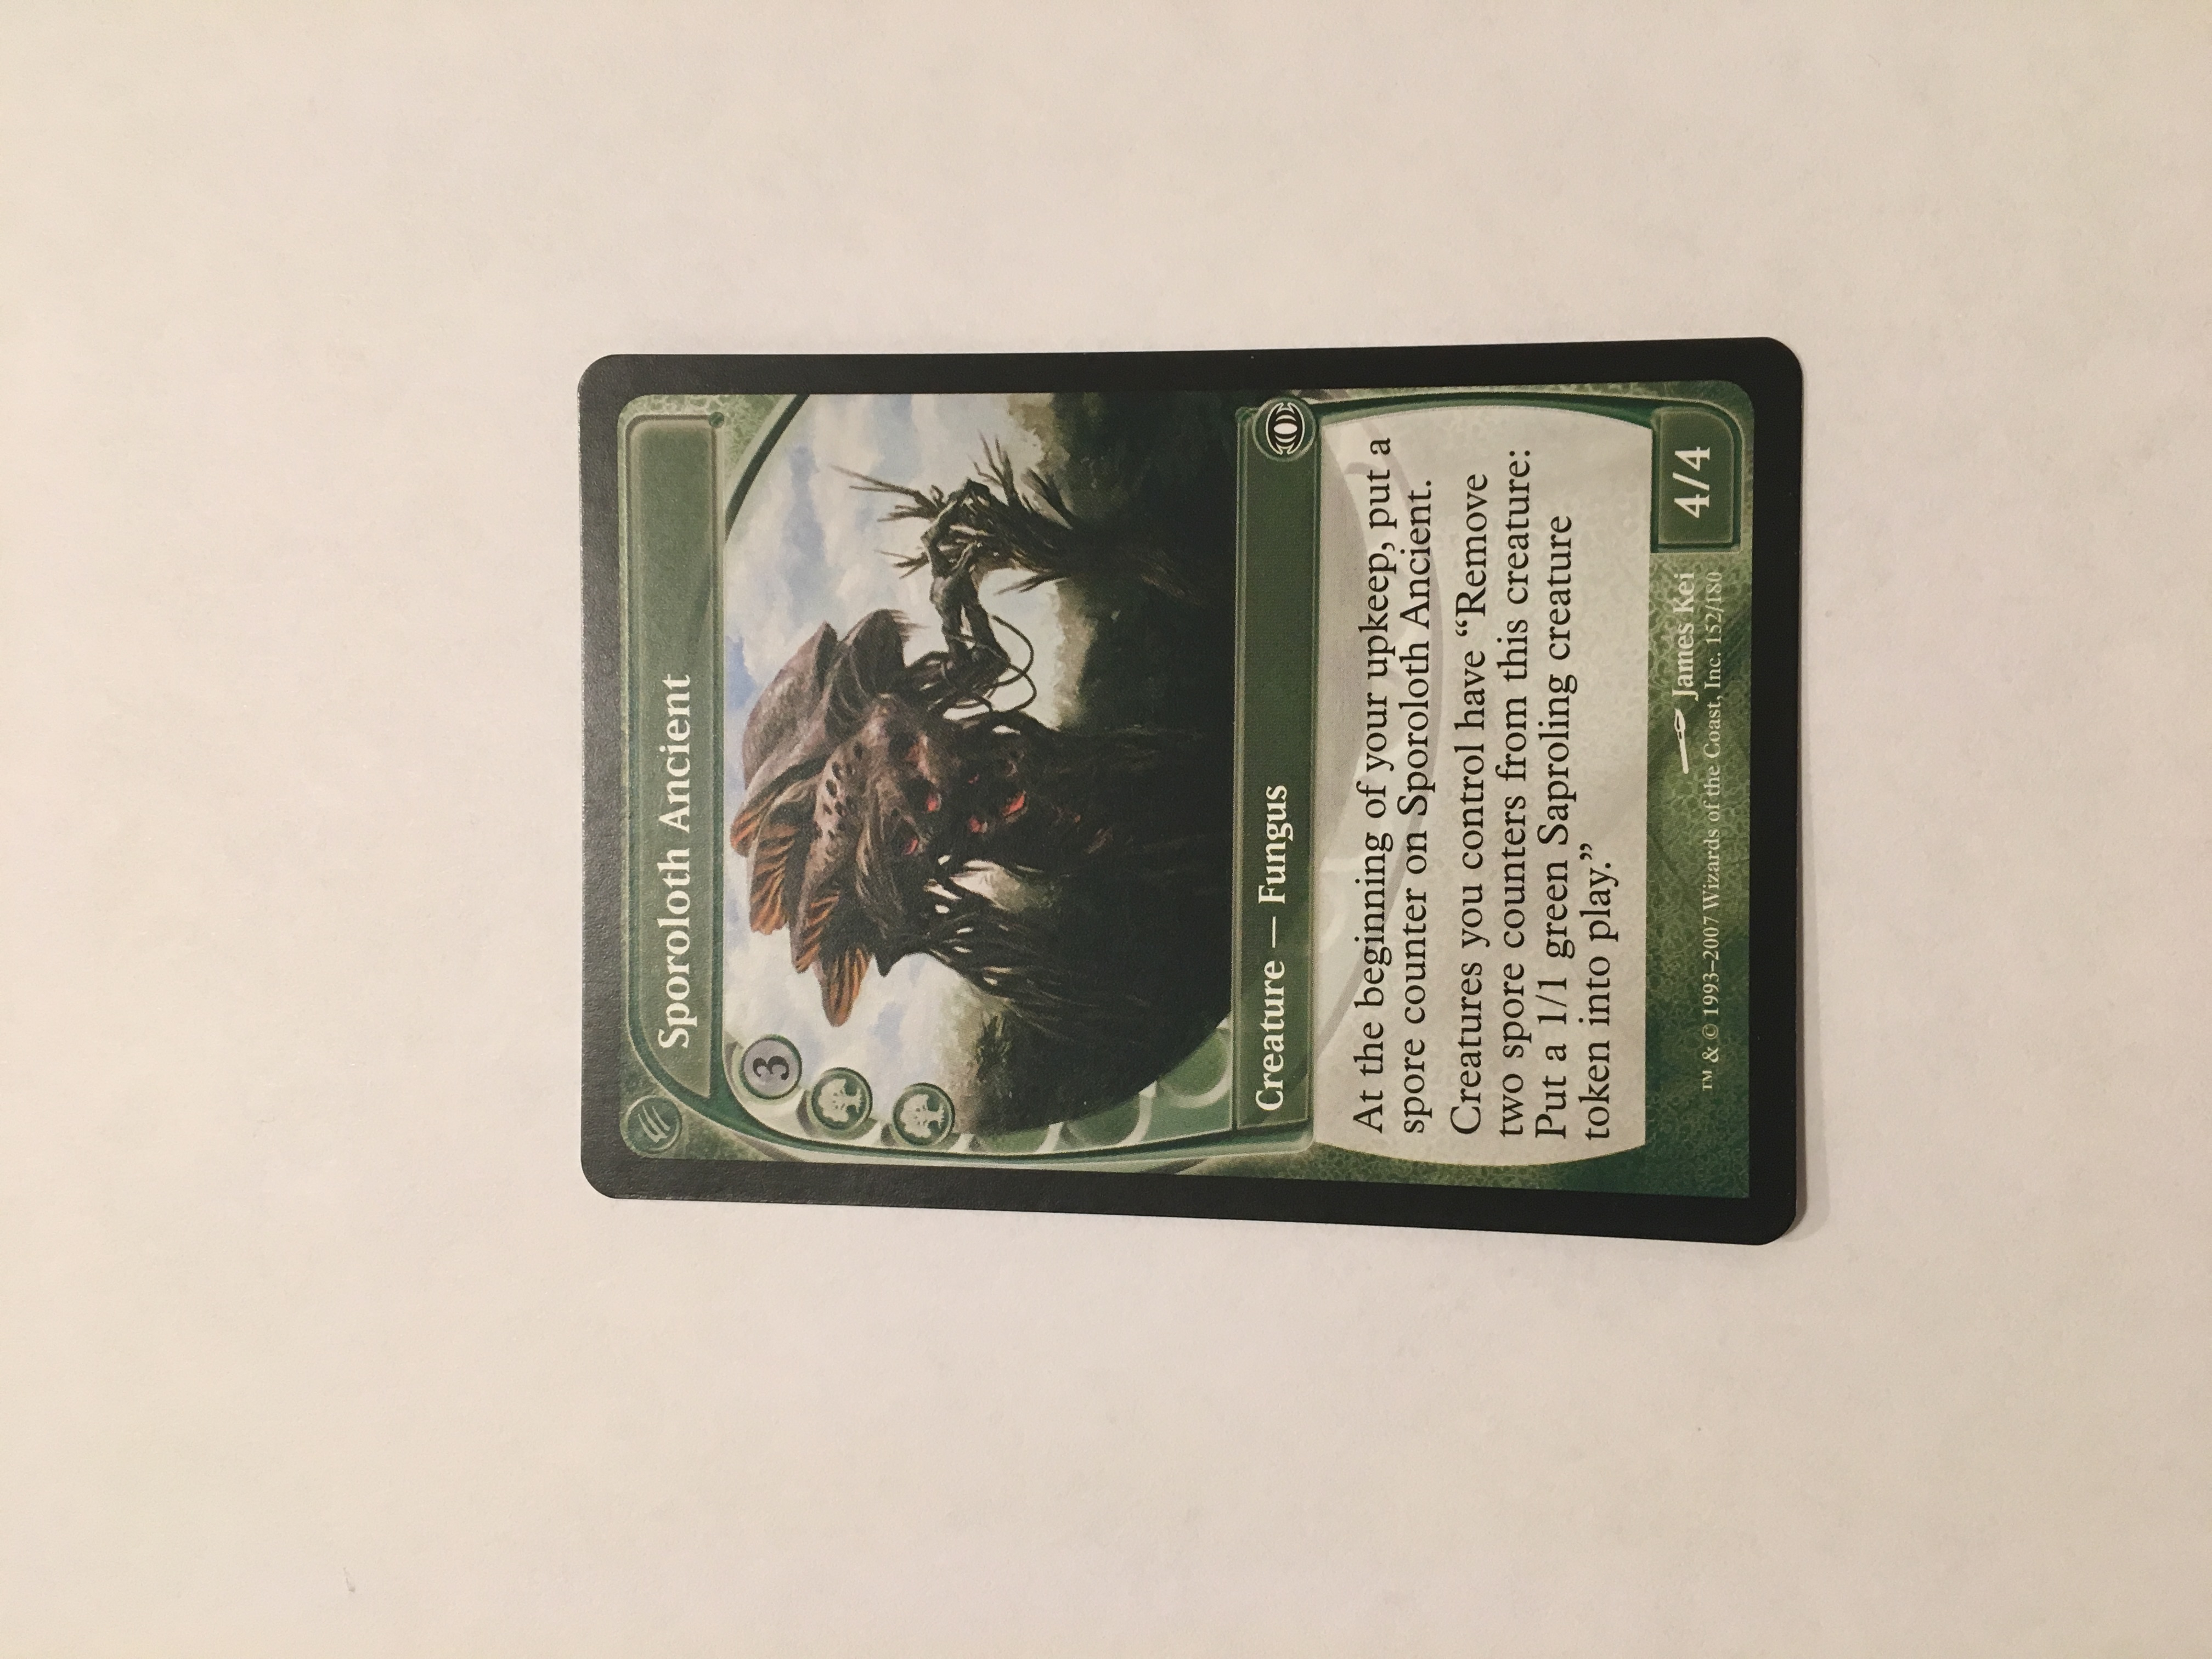 Sporoloth Ancient
3
Creature — Fungus
At the beginning of your upkeep, put a
spore counter on Sporoloth Ancient.
Creatures you control have “Remove
two spore counters from this creature:
Put a 1/1 green Saproling creature
token into play.”
James Kei
™ & © 1993–2007 Wizards of the Coast, Inc. 152/180
4/4